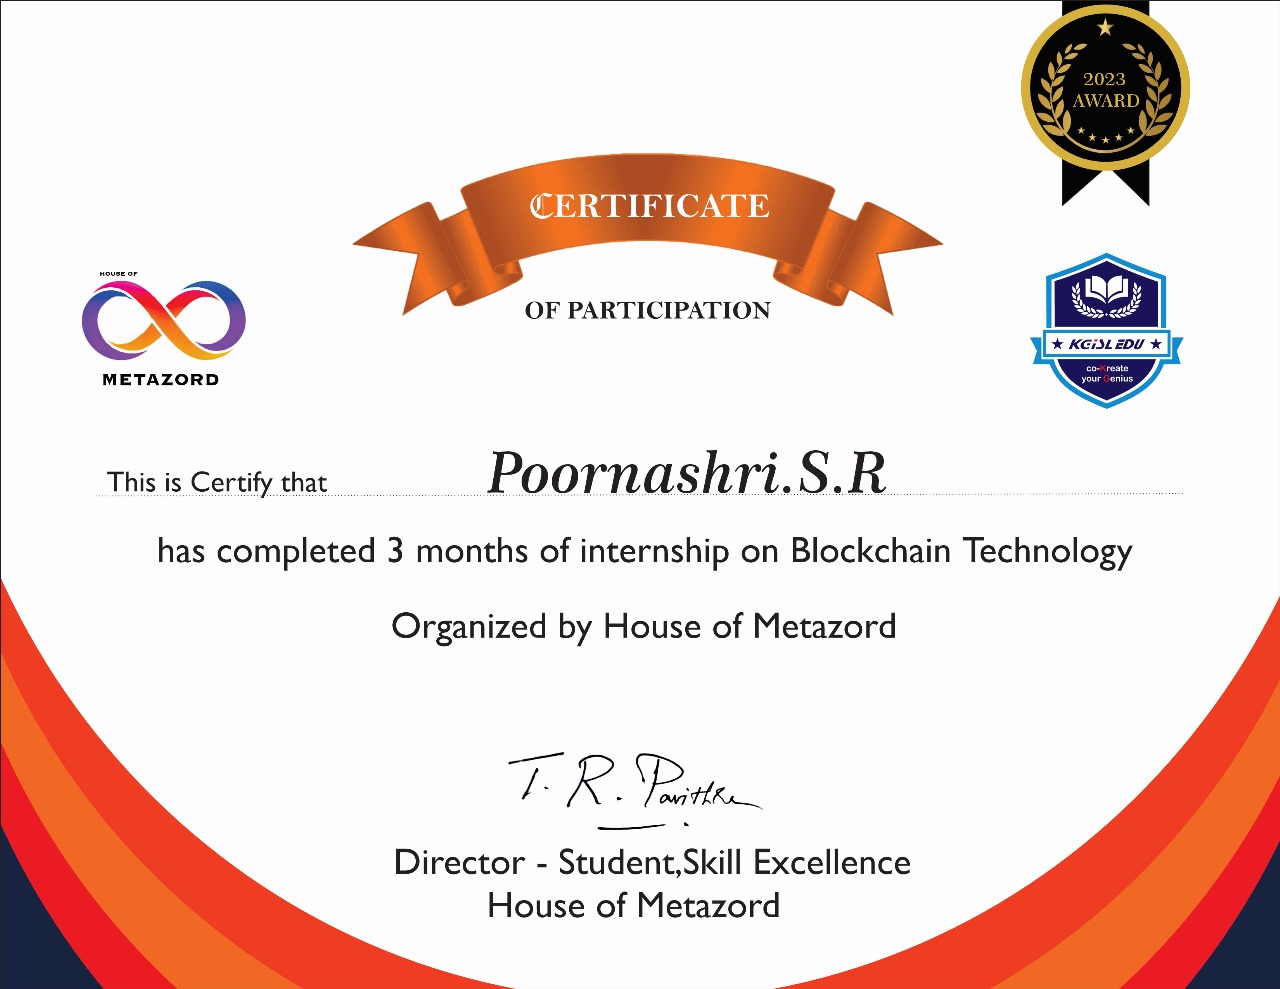 2023
AWARD
CERTIFICATE
OF PARTICIPATION
HOUSE OF
METAZORD
KGiSL EDU
co-Kreate
your Genius
This is Certify that Poornashri.S.R
has completed 3 months of internship on Blockchain Technology
Organized by House of Metazord
T. R. Pavithra
Director - Student,Skill Excellence
House of Metazord